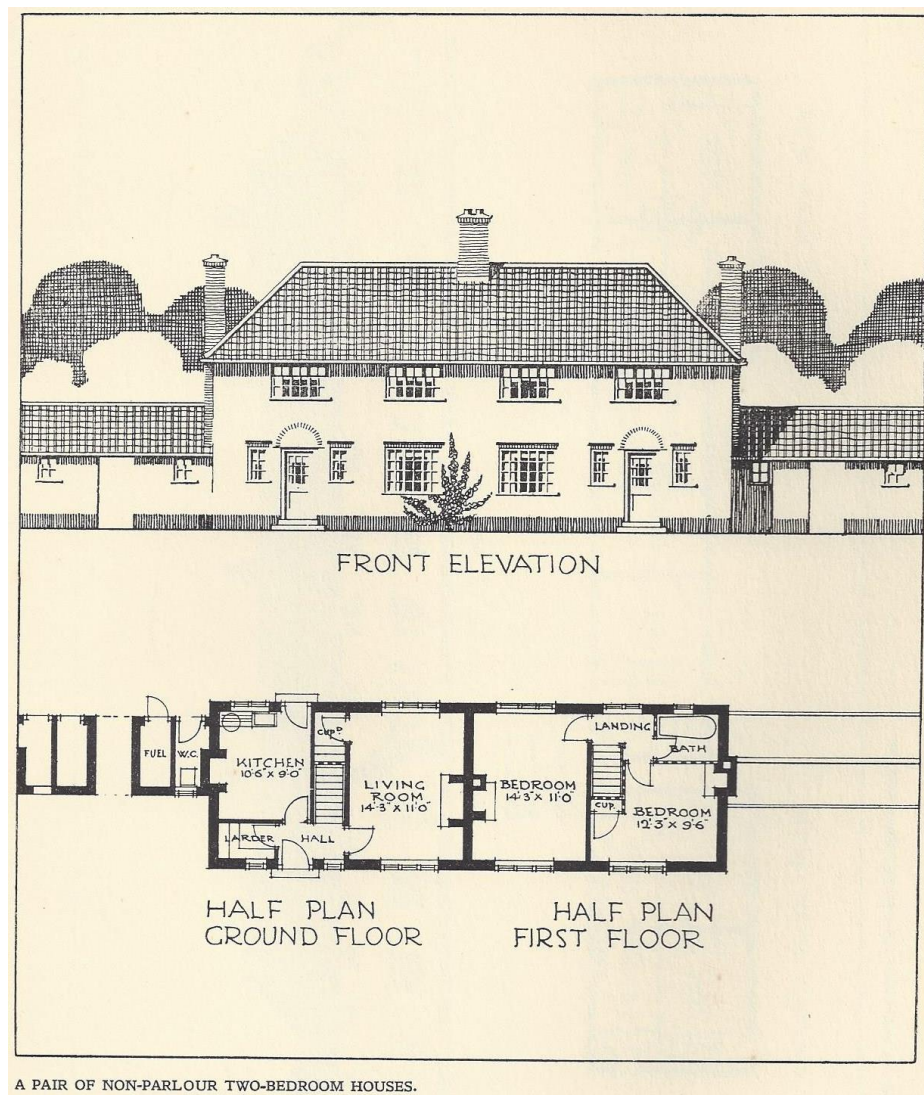 FRONT ELEVATION
FUEL
W.C.
KITCHEN
10'·6" × 9'·0"
CUPD
LIVING
ROOM
14'·3" × 11'·0"
LARDER
HALL
BEDROOM
14'·3" × 11'·0"
LANDING
BATH
CUP.
BEDROOM
12'·3" × 9'·6"
HALF PLAN
GROUND FLOOR
HALF PLAN
FIRST FLOOR
A PAIR OF NON-PARLOUR TWO-BEDROOM HOUSES.